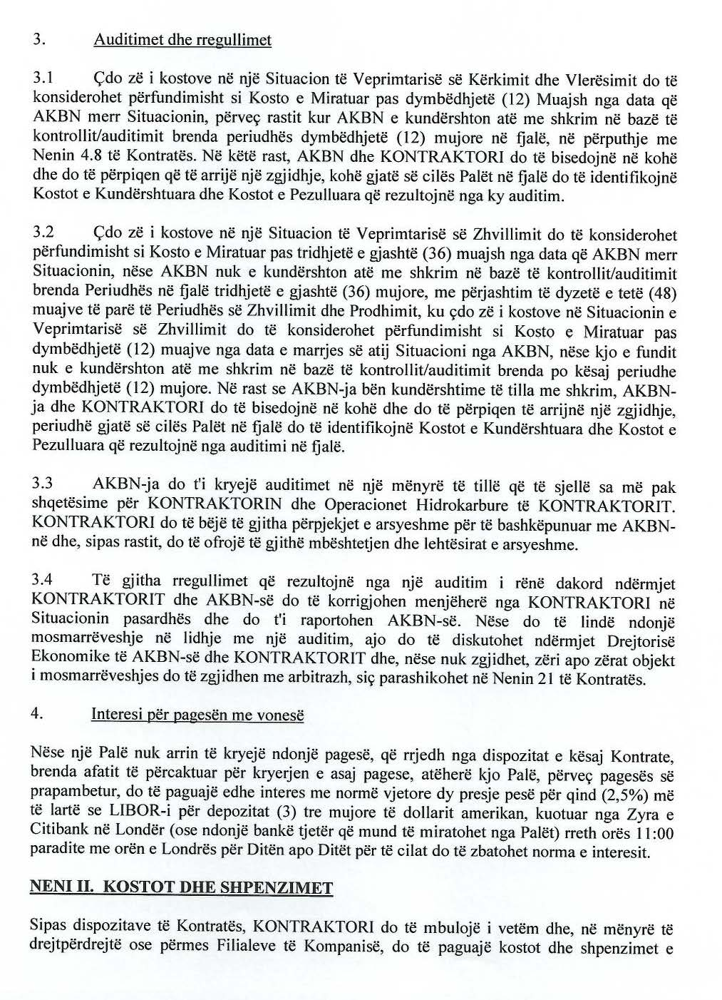 3. Auditimet dhe rregullimet
3.1 Çdo zë i kostove në një Situacion të Veprimtarisë së Kërkimit dhe Vlerësimit do të
konsiderohet përfundimisht si Kosto e Miratuar pas dymbëdhjetë (12) Muajsh nga data që
AKBN merr Situacionin, përveç rastit kur AKBN e kundërshton atë me shkrim në bazë të
kontrollit/auditimit brenda periudhës dymbëdhjetë (12) mujore në fjalë, në përputhje me
Nenin 4.8 të Kontratës. Në këtë rast, AKBN dhe KONTRAKTORI do të bisedojnë në kohë
dhe do të përpiqen që të arrijë një zgjidhje, kohë gjatë së cilës Palët në fjalë do të identifikojnë
Kostot e Kundërshtuara dhe Kostot e Pezulluara që rezultojnë nga ky auditim.
3.2 Çdo zë i kostove në një Situacion të Veprimtarisë së Zhvillimit do të konsiderohet
përfundimisht si Kosto e Miratuar pas tridhjetë e gjashtë (36) muajsh nga data që AKBN merr
Situacionin, nëse AKBN nuk e kundërshton atë me shkrim në bazë të kontrollit/auditimit
brenda Periudhës në fjalë tridhjetë e gjashtë (36) mujore, me përjashtim të dyzetë e tetë (48)
muajve të parë të Periudhës së Zhvillimit dhe Prodhimit, ku çdo zë i kostove në Situacionin e
Veprimtarisë së Zhvillimit do të konsiderohet përfundimisht si Kosto e Miratuar pas
dymbëdhjetë (12) muajve nga data e marrjes së atij Situacioni nga AKBN, nëse kjo e fundit
nuk e kundërshton atë me shkrim në bazë të kontrollit/auditimit brenda po kësaj periudhe
dymbëdhjetë (12) mujore. Në rast se AKBN-ja bën kundërshtime të tilla me shkrim, AKBN-
ja dhe KONTRAKTORI do të bisedojnë në kohë dhe do të përpiqen të arrijnë një zgjidhje,
periudhë gjatë së cilës Palët në fjalë do të identifikojnë Kostot e Kundërshtuara dhe Kostot e
Pezulluara që rezultojnë nga auditimi në fjalë.
3.3 AKBN-ja do t'i kryejë auditimet në një mënyrë të tillë që të sjellë sa më pak
shqetësime për KONTRAKTORIN dhe Operacionet Hidrokarbure të KONTRAKTORIT.
KONTRAKTORI do të bëjë të gjitha përpjekjet e arsyeshme për të bashkëpunuar me AKBN-
në dhe, sipas rastit, do të ofrojë të gjithë mbështetjen dhe lehtësirat e arsyeshme.
3.4 Të gjitha rregullimet që rezultojnë nga një auditim i rënë dakord ndërmjet
KONTRAKTORIT dhe AKBN-së do të korrigjohen menjëherë nga KONTRAKTORI në
Situacionin pasardhës dhe do t'i raportohen AKBN-së. Nëse do të lindë ndonjë
mosmarrëveshje në lidhje me një auditim, ajo do të diskutohet ndërmjet Drejtorisë
Ekonomike të AKBN-së dhe KONTRAKTORIT dhe, nëse nuk zgjidhet, zëri apo zërat objekt
i mosmarrëveshjes do të zgjidhen me arbitrazh, siç parashikohet në Nenin 21 të Kontratës.
4. Interesi për pagesën me vonesë
Nëse një Palë nuk arrin të kryejë ndonjë pagesë, që rrjedh nga dispozitat e kësaj Kontrate,
brenda afatit të përcaktuar për kryerjen e asaj pagese, atëherë kjo Palë, përveç pagesës së
prapambetur, do të paguajë edhe interes me normë vjetore dy presje pesë për qind (2,5%) më
të lartë se LIBOR-i për depozitat (3) tre mujore të dollarit amerikan, kuotuar nga Zyra e
Citibank në Londër (ose ndonjë bankë tjetër që mund të miratohet nga Palët) rreth orës 11:00
paradite me orën e Londrës për Ditën apo Ditët për të cilat do të zbatohet norma e interesit.
NENI II. KOSTOT DHE SHPENZIMET
Sipas dispozitave të Kontratës, KONTRAKTORI do të mbulojë i vetëm dhe, në mënyrë të
drejtpërdrejtë ose përmes Filialeve të Kompanisë, do të paguajë kostot dhe shpenzimet e